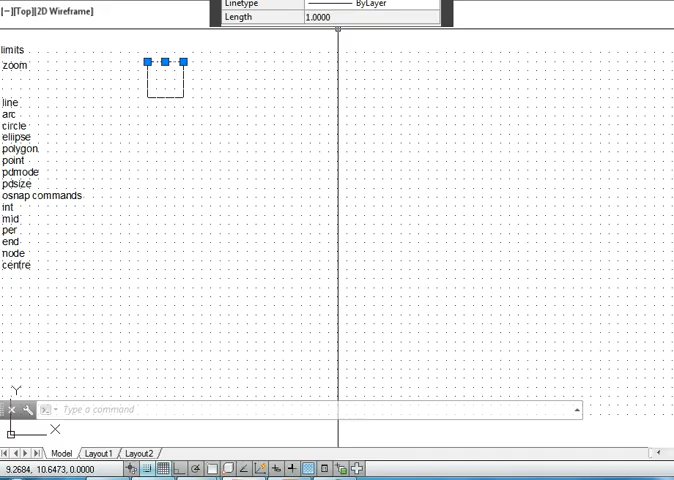 Linetype ByLayer
[−][Top][2D Wireframe]
Length 1.0000
limits
zoom
line
arc
circle
ellipse
polygon
point
pdmode
pdsize
osnap commands
int
mid
per
end
node
centre
Y
Type a command
X
Model Layout1 Layout2
9.2684, 10.6473, 0.0000